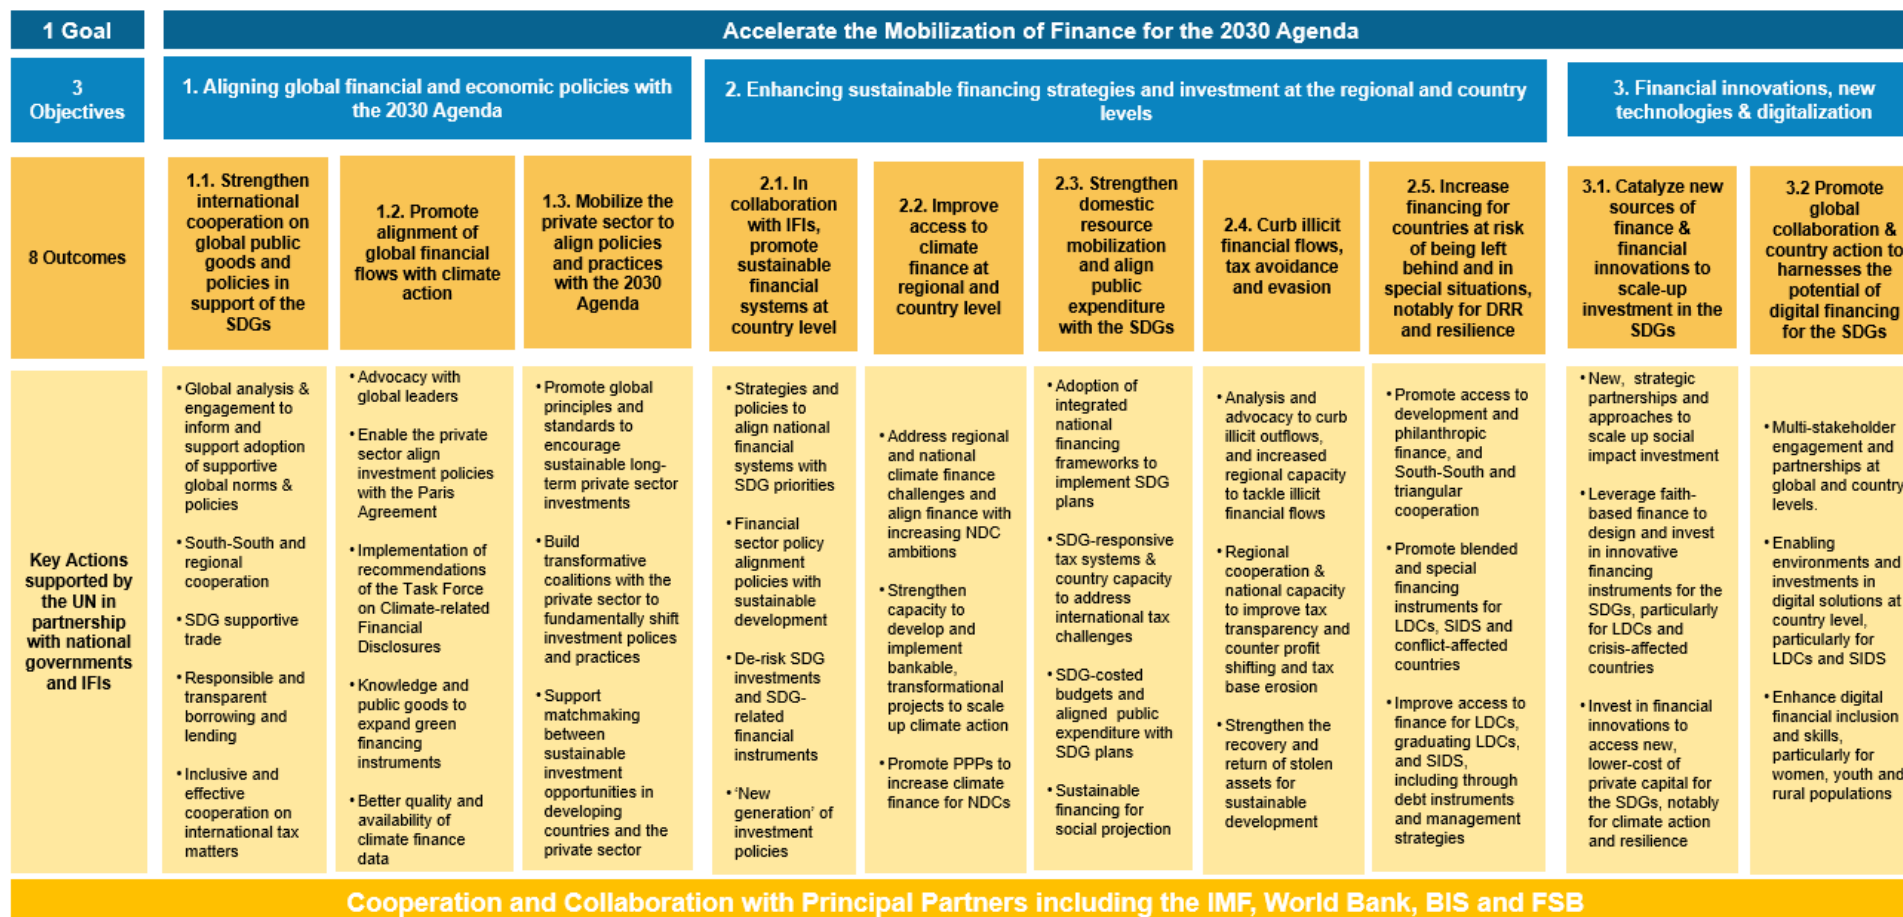 1 Goal
Accelerate the Mobilization of Finance for the 2030 Agenda
3
Objectives
1. Aligning global financial and economic policies with
the 2030 Agenda
2. Enhancing sustainable financing strategies and investment at the regional and country
levels
3. Financial innovations, new
technologies & digitalization
8 Outcomes
1.1. Strengthen
international
cooperation on
global public
goods and
policies in
support of the
SDGs
1.2. Promote
alignment of
global financial
flows with climate
action
1.3. Mobilize the
private sector to
align policies
and practices
with the 2030
Agenda
2.1. In
collaboration
with IFIs,
promote
sustainable
financial
systems at
country level
2.2. Improve
access to
climate
finance at
regional and
country level
2.3. Strengthen
domestic
resource
mobilization
and align
public
expenditure
with the SDGs
2.4. Curb illicit
financial flows,
tax avoidance
and evasion
2.5. Increase
financing for
countries at risk
of being left
behind and in
special situations,
notably for DRR
and resilience
3.1. Catalyze new
sources of
finance &
financial
innovations to
scale-up
investment in the
SDGs
3.2 Promote
global
collaboration &
country action to
harnesses the
potential of
digital financing
for the SDGs
Key Actions
supported by
the UN in
partnership
with national
governments
and IFIs
• Global analysis &
engagement to
inform and
support adoption
of supportive
global norms &
policies
• South-South and
regional
cooperation
• SDG supportive
trade
• Responsible and
transparent
borrowing and
lending
• Inclusive and
effective
cooperation on
international tax
matters
• Advocacy with
global leaders
• Enable the private
sector align
investment policies
with the Paris
Agreement
• Implementation of
recommendations
of the Task Force
on Climate-related
Financial
Disclosures
• Knowledge and
public goods to
expand green
financing
instruments
• Better quality and
availability of
climate finance
data
• Promote global
principles and
standards to
encourage
sustainable long-
term private sector
investments
• Build
transformative
coalitions with the
private sector to
fundamentally shift
investment polices
and practices
• Support
matchmaking
between
sustainable
investment
opportunities in
developing
countries and the
private sector
• Strategies and
policies to
align national
financial
systems with
SDG priorities
• Financial
sector policy
alignment
policies with
sustainable
development
• De-risk SDG
investments
and SDG-
related
financial
instruments
• 'New
generation' of
investment
policies
• Address regional
and national
climate finance
challenges and
align finance with
increasing NDC
ambitions
• Strengthen
capacity to
develop and
implement
bankable,
transformational
projects to scale
up climate action
• Promote PPPs to
increase climate
finance for NDCs
• Adoption of
integrated
national
financing
frameworks to
implement SDG
plans
• SDG-responsive
tax systems &
country capacity
to address
international tax
challenges
• SDG-costed
budgets and
aligned public
expenditure with
SDG plans
• Sustainable
financing for
social projection
• Analysis and
advocacy to curb
illicit outflows,
and increased
regional capacity
to tackle illicit
financial flows
• Regional
cooperation &
national capacity
to improve tax
transparency and
counter profit
shifting and tax
base erosion
• Strengthen the
recovery and
return of stolen
assets for
sustainable
development
• Promote access to
development and
philanthropic
finance, and
South-South and
triangular
cooperation
• Promote blended
and special
financing
instruments for
LDCs, SIDS and
conflict-affected
countries
• Improve access to
finance for LDCs,
graduating LDCs,
and SIDS,
including through
debt instruments
and management
strategies
• New, strategic
partnerships and
approaches to
scale up social
impact investment
• Leverage faith-
based finance to
design and invest
in innovative
financing
instruments for the
SDGs, particularly
for LDCs and
crisis-affected
countries
• Invest in financial
innovations to
access new,
lower-cost of
private capital for
the SDGs, notably
for climate action
and resilience
• Multi-stakeholder
engagement and
partnerships at
global and country
levels.
• Enabling
environments and
investments in
digital solutions at
country level,
particularly for
LDCs and SIDS
• Enhance digital
financial inclusion
and skills,
particularly for
women, youth and
rural populations
Cooperation and Collaboration with Principal Partners including the IMF, World Bank, BIS and FSB